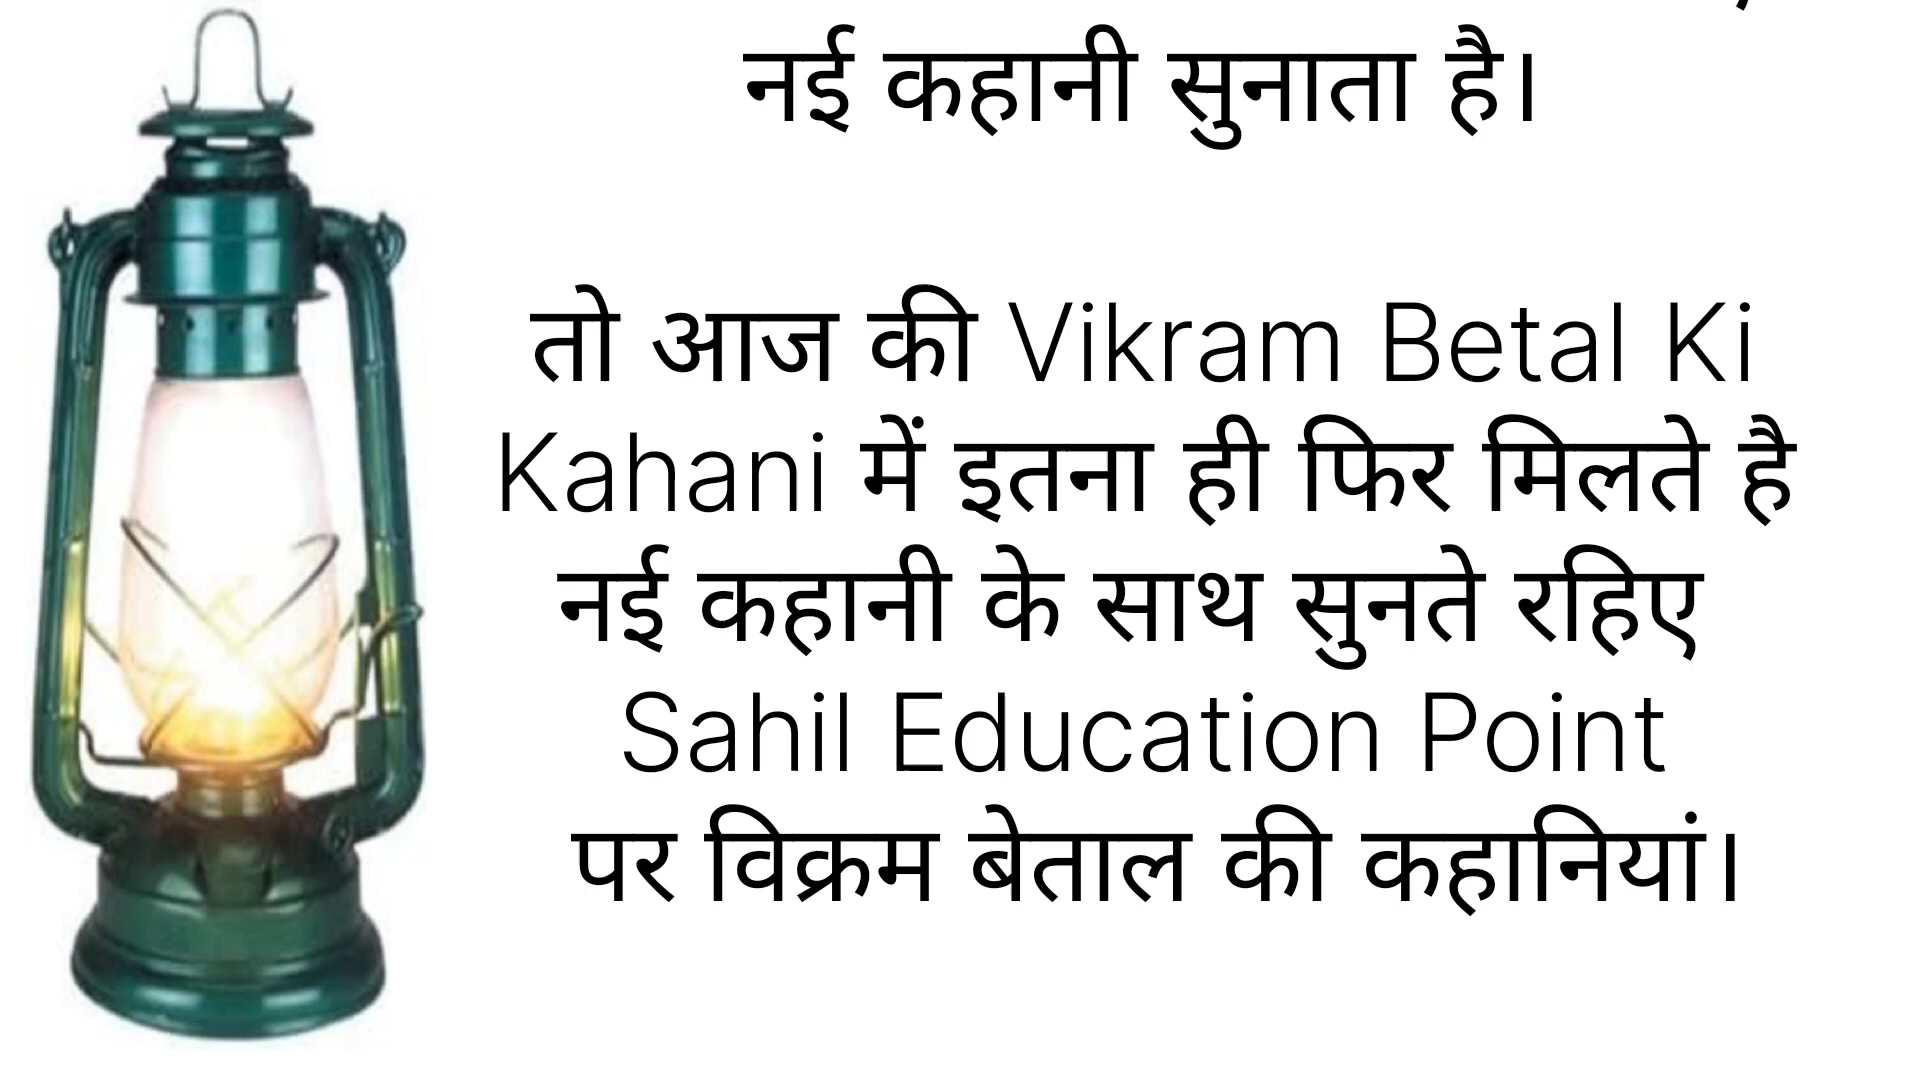 नई कहानी सुनाता है।
तो आज की Vikram Betal Ki
Kahani में इतना ही फिर मिलते है
नई कहानी के साथ सुनते रहिए
Sahil Education Point
पर विक्रम बेताल की कहानियां।